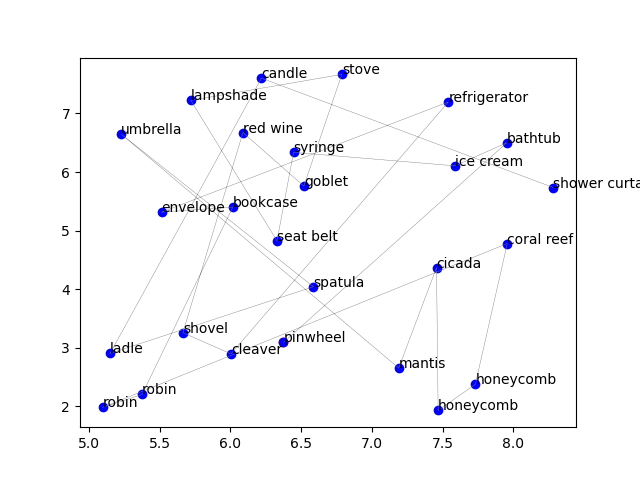 candle
stove
lampshade
refrigerator
7
umbrella
red wine
bathtub
syringe
ice cream
6
goblet
shower curta
envelope
bookcase
seat belt
coral reef
5
cicada
spatula
4
shovel
pinwheel
ladle
cleaver
3
mantis
honeycomb
robin
robin
honeycomb
2
5.0 5.5 6.0 6.5 7.0 7.5 8.0